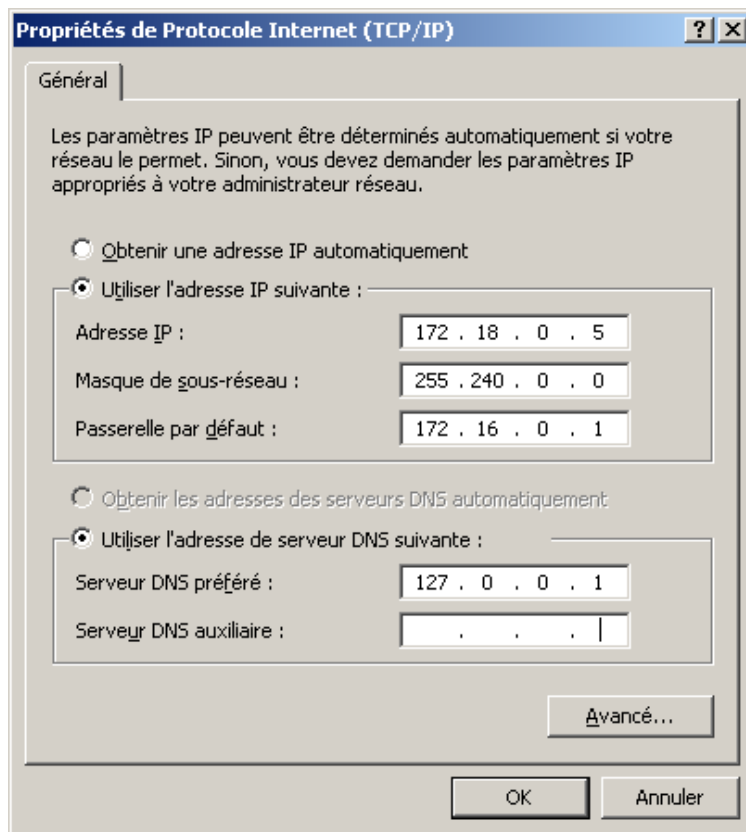 Propriétés de Protocole Internet (TCP/IP)
Général
Les paramètres IP peuvent être déterminés automatiquement si votre
réseau le permet. Sinon, vous devez demander les paramètres IP
appropriés à votre administrateur réseau.
Obtenir une adresse IP automatiquement
Utiliser l'adresse IP suivante :
Adresse IP : 172 . 18 . 0 . 5
Masque de sous-réseau : 255 . 240 . 0 . 0
Passerelle par défaut : 172 . 16 . 0 . 1
Obtenir les adresses des serveurs DNS automatiquement
Utiliser l'adresse de serveur DNS suivante :
Serveur DNS préféré : 127 . 0 . 0 . 1
Serveur DNS auxiliaire : . . .
Avancé...
OK Annuler